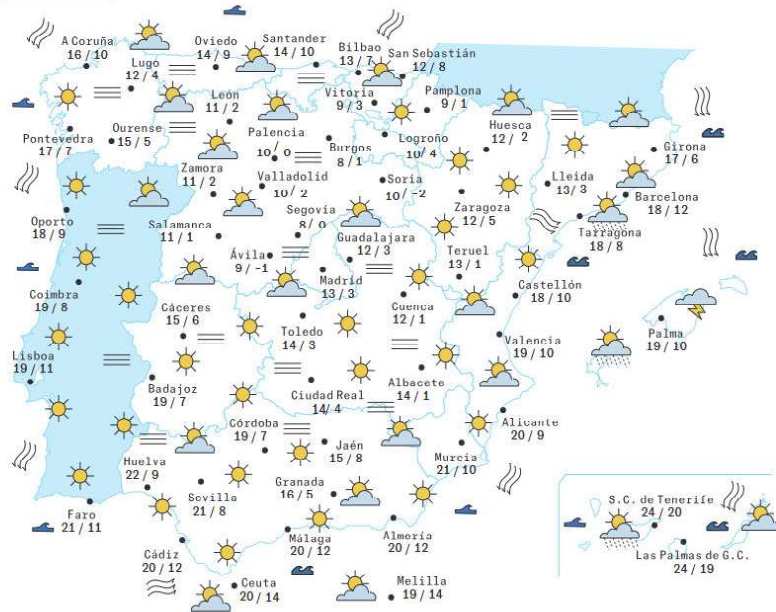 A Coruña
16 / 10
Oviedo
14 / 9
Santander
14 / 10
Bilbao
13 / 7
San Sebastián
12 / 8
Lugo
12 / 4
León
11 / 2
Vitoria
9 / 3
Pamplona
9 / 1
Pontevedra
17 / 7
Ourense
15 / 5
Palencia
10 / 0
Burgos
8 / 1
Logroño
10 / 4
Huesca
12 / 2
Girona
17 / 6
Zamora
11 / 2
Valladolid
10 / 2
Soria
10 / -2
Zaragoza
12 / 5
Lleida
13 / 3
Barcelona
18 / 12
Oporto
18 / 9
Salamanca
11 / 1
Segovia
8 / 0
Tarragona
18 / 8
Ávila
9 / -1
Guadalajara
12 / 3
Teruel
13 / 1
Madrid
13 / 3
Castellón
18 / 10
Coimbra
19 / 8
Cáceres
15 / 6
Cuenca
12 / 1
Toledo
14 / 3
Palma
19 / 10
Valencia
19 / 10
Lisboa
19 / 11
Badajoz
19 / 7
Ciudad Real
14 / 4
Albacete
14 / 1
Córdoba
19 / 7
Alicante
20 / 9
Jaén
15 / 8
Murcia
21 / 10
Huelva
22 / 9
Sevilla
21 / 8
Granada
16 / 5
Faro
21 / 11
S.C. de Tenerife
24 / 20
Cádiz
20 / 12
Málaga
20 / 12
Almería
20 / 12
Las Palmas de G.C.
24 / 19
Ceuta
20 / 14
Melilla
19 / 14